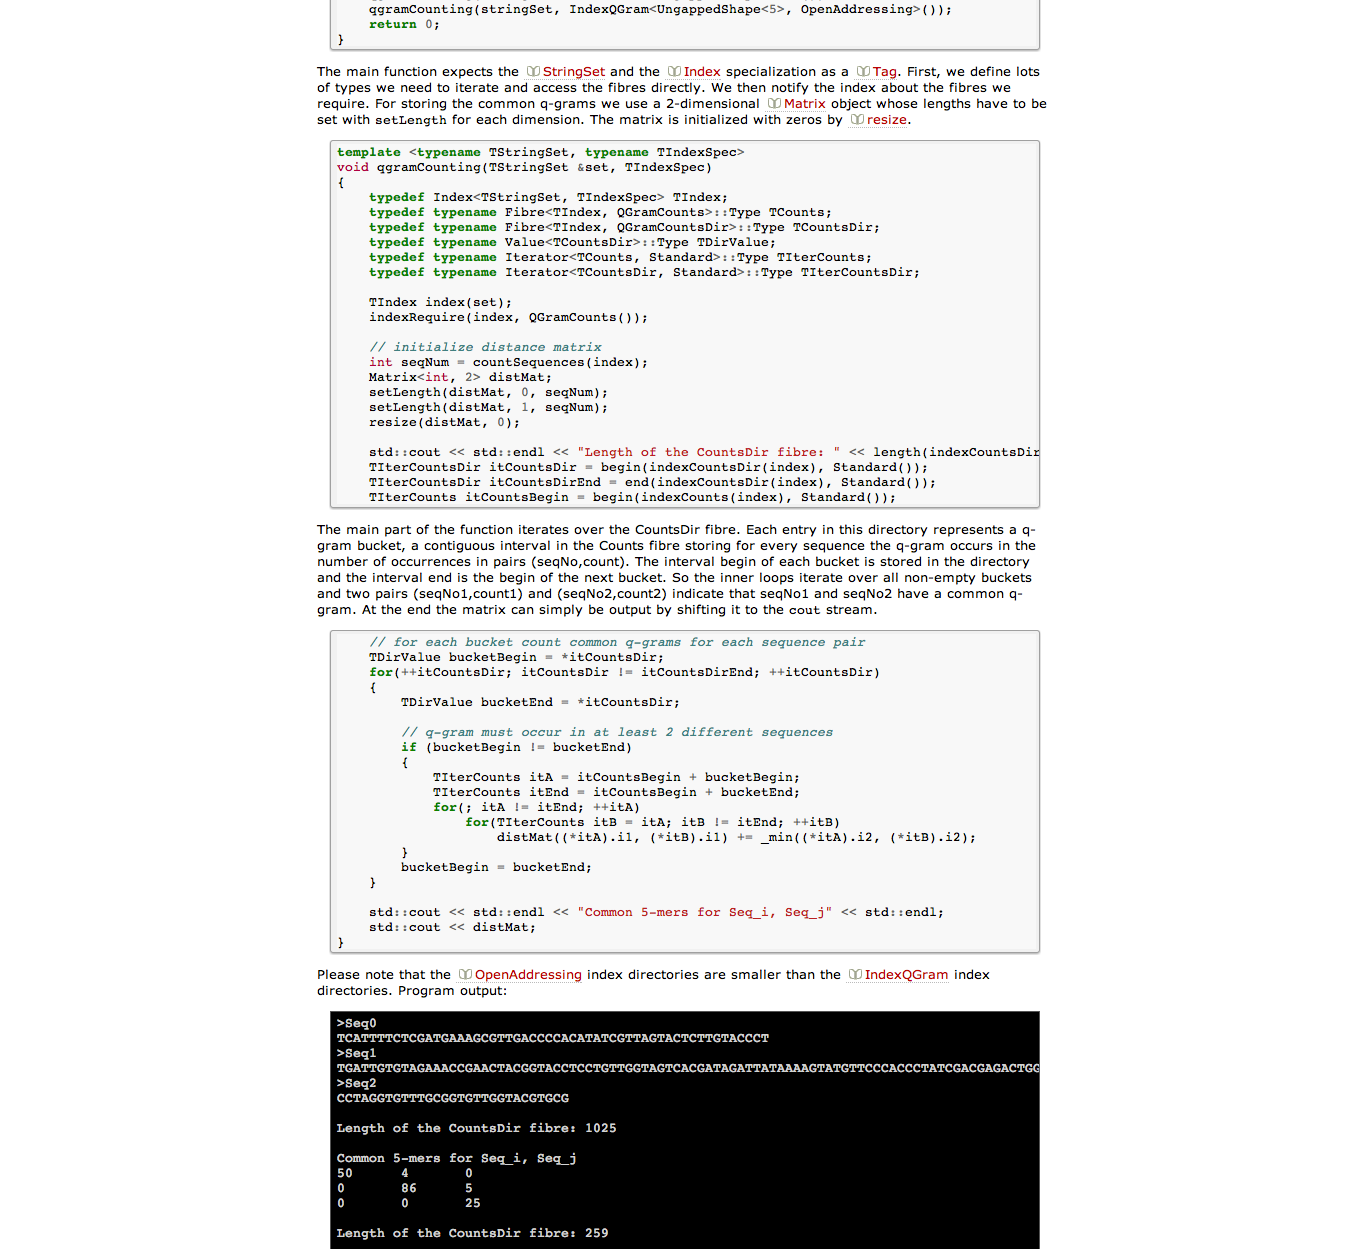 qgramCounting(stringSet, IndexQGram<UngappedShape<5>, OpenAddressing>());
return 0;
}
The main function expects the StringSet and the Index specialization as a Tag. First, we define lots
of types we need to iterate and access the fibres directly. We then notify the index about the fibres we
require. For storing the common q-grams we use a 2-dimensional Matrix object whose lengths have to be
set with setLength for each dimension. The matrix is initialized with zeros by resize.
template <typename TStringSet, typename TIndexSpec>
void qgramCounting(TStringSet &set, TIndexSpec)
{
typedef Index<TStringSet, TIndexSpec> TIndex;
typedef typename Fibre<TIndex, QGramCounts>::Type TCounts;
typedef typename Fibre<TIndex, QGramCountsDir>::Type TCountsDir;
typedef typename Value<TCountsDir>::Type TDirValue;
typedef typename Iterator<TCounts, Standard>::Type TIterCounts;
typedef typename Iterator<TCountsDir, Standard>::Type TIterCountsDir;
TIndex index(set);
indexRequire(index, QGramCounts());
// initialize distance matrix
int seqNum = countSequences(index);
Matrix<int, 2> distMat;
setLength(distMat, 0, seqNum);
setLength(distMat, 1, seqNum);
resize(distMat, 0);
std::cout << std::endl << "Length of the CountsDir fibre: " << length(indexCountsDir
TIterCountsDir itCountsDir = begin(indexCountsDir(index), Standard());
TIterCountsDir itCountsDirEnd = end(indexCountsDir(index), Standard());
TIterCounts itCountsBegin = begin(indexCounts(index), Standard());
The main part of the function iterates over the CountsDir fibre. Each entry in this directory represents a q-
gram bucket, a contiguous interval in the Counts fibre storing for every sequence the q-gram occurs in the
number of occurrences in pairs (seqNo,count). The interval begin of each bucket is stored in the directory
and the interval end is the begin of the next bucket. So the inner loops iterate over all non-empty buckets
and two pairs (seqNo1,count1) and (seqNo2,count2) indicate that seqNo1 and seqNo2 have a common q-
gram. At the end the matrix can simply be output by shifting it to the cout stream.
// for each bucket count common q-grams for each sequence pair
TDirValue bucketBegin = *itCountsDir;
for(++itCountsDir; itCountsDir != itCountsDirEnd; ++itCountsDir)
{
TDirValue bucketEnd = *itCountsDir;
// q-gram must occur in at least 2 different sequences
if (bucketBegin != bucketEnd)
{
TIterCounts itA = itCountsBegin + bucketBegin;
TIterCounts itEnd = itCountsBegin + bucketEnd;
for(; itA != itEnd; ++itA)
for(TIterCounts itB = itA; itB != itEnd; ++itB)
distMat((*itA).i1, (*itB).i1) += _min((*itA).i2, (*itB).i2);
}
bucketBegin = bucketEnd;
}
std::cout << std::endl << "Common 5-mers for Seq_i, Seq_j" << std::endl;
std::cout << distMat;
}
Please note that the OpenAddressing index directories are smaller than the IndexQGram index
directories. Program output:
>Seq0
TCATTTTCTCGATGAAAGCGTTGACCCCACATATCGTTAGTACTCTTGTACCCT
>Seq1
TGATTGTGTAGAAACCGAACTACGGTACCTCCTGTTGGTAGTCACGATAGATTATAAAAGTATGTTCCCACCCTATCGACGAGACTGG
>Seq2
CCTAGGTGTTTGCGGTGTTGGTACGTGCG
Length of the CountsDir fibre: 1025
Common 5-mers for Seq_i, Seq_j
50 4 0
0 86 5
0 0 25
Length of the CountsDir fibre: 259